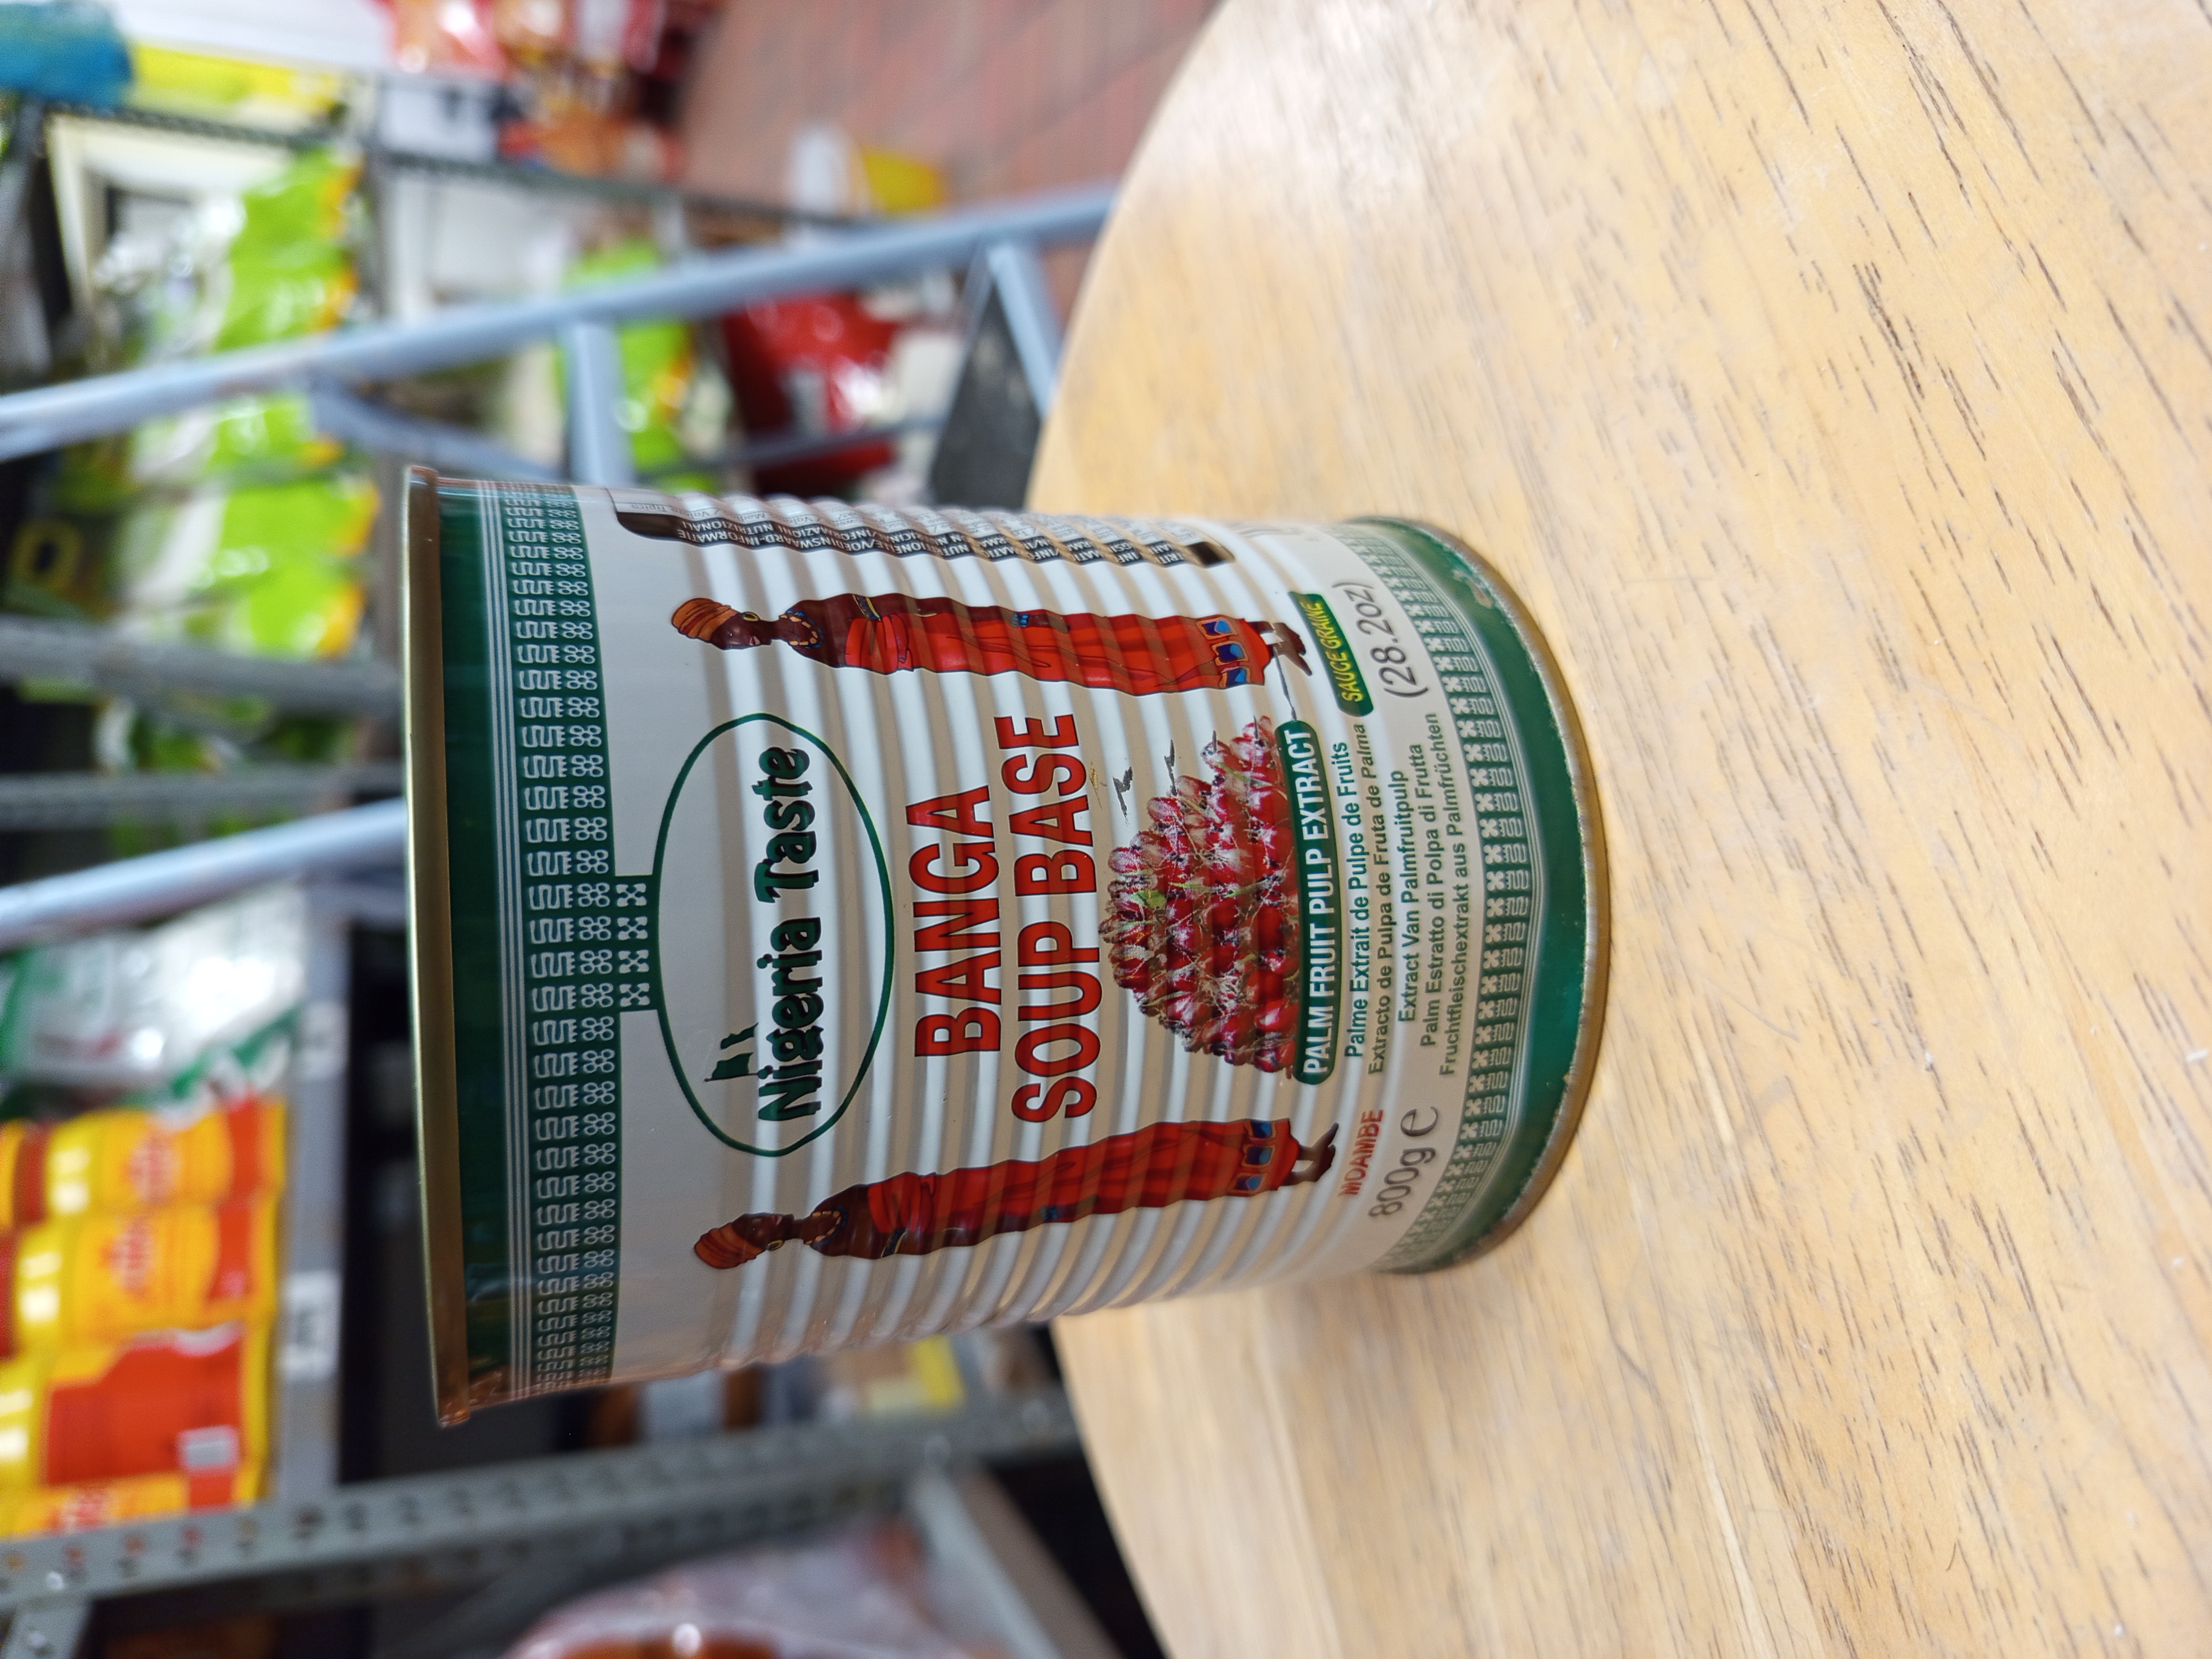 Nigeria Taste
BANGA
SOUP BASE
PALM FRUIT PULP EXTRACT
Palme Extrait de Pulpe de Fruits
Extracto de Pulpa de Fruta de Palma
Extract Van Palmfruitpulp
Palm Estratto di Polpa di Frutta
Fruchtfleischextrakt aus Palmfrüchten
MOAMBE
SAUCE GRAINE
800g e
(28.2oz)